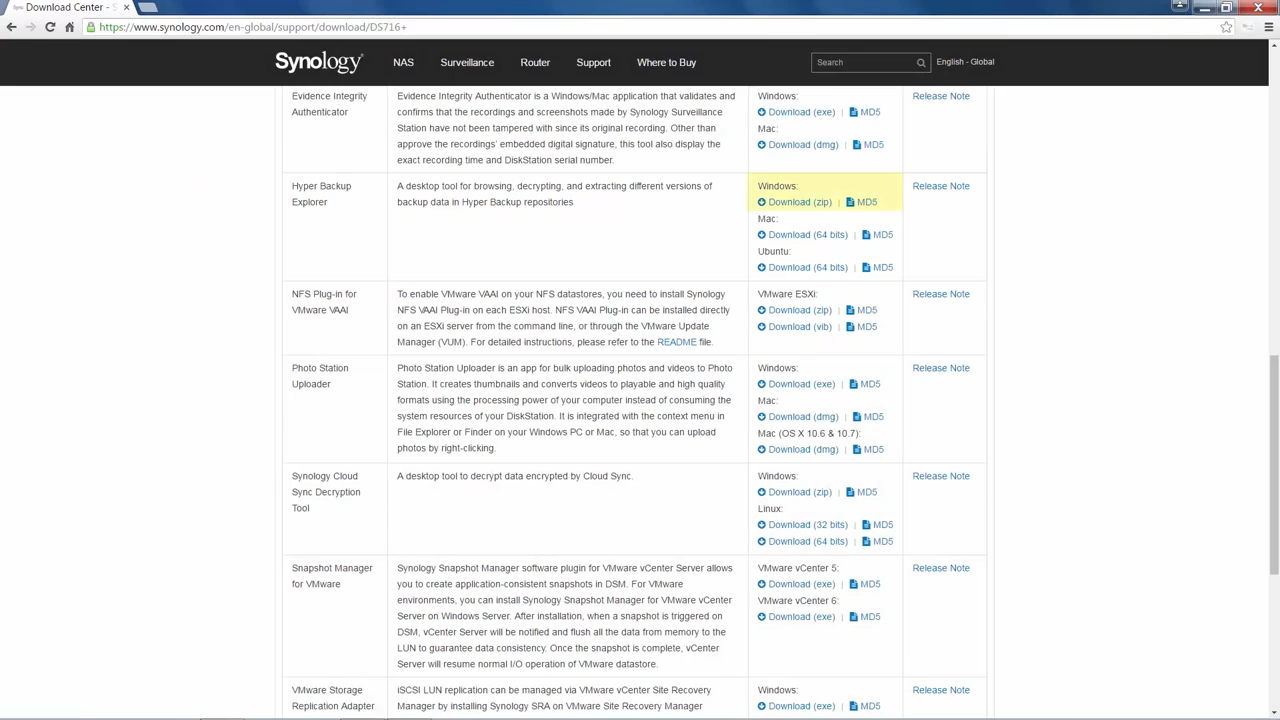 Download Center - S
https://www.synology.com/en-global/support/download/DS716+
Synology
NAS
Surveillance
Router
Support
Where to Buy
Search
English - Global
Evidence Integrity
Authenticator
Evidence Integrity Authenticator is a Windows/Mac application that validates and
confirms that the recordings and screenshots made by Synology Surveillance
Station have not been tampered with since its original recording. Other than
approve the recordings' embedded digital signature, this tool also display the
exact recording time and DiskStation serial number.
Windows:
Download (exe) | MD5
Mac:
Download (dmg) | MD5
Release Note
Hyper Backup
Explorer
A desktop tool for browsing, decrypting, and extracting different versions of
backup data in Hyper Backup repositories
Windows:
Download (zip) | MD5
Mac:
Download (64 bits) | MD5
Ubuntu:
Download (64 bits) | MD5
Release Note
NFS Plug-in for
VMware VAAI
To enable VMware VAAI on your NFS datastores, you need to install Synology
NFS VAAI Plug-in on each ESXi host. NFS VAAI Plug-in can be installed directly
on an ESXi server from the command line, or through the VMware Update
Manager (VUM). For detailed instructions, please refer to the README file.
VMware ESXi:
Download (zip) | MD5
Download (vib) | MD5
Release Note
Photo Station
Uploader
Photo Station Uploader is an app for bulk uploading photos and videos to Photo
Station. It creates thumbnails and converts videos to playable and high quality
formats using the processing power of your computer instead of consuming the
system resources of your DiskStation. It is integrated with the context menu in
File Explorer or Finder on your Windows PC or Mac, so that you can upload
photos by right-clicking.
Windows:
Download (exe) | MD5
Mac:
Download (dmg) | MD5
Mac (OS X 10.6 & 10.7):
Download (dmg) | MD5
Release Note
Synology Cloud
Sync Decryption
Tool
A desktop tool to decrypt data encrypted by Cloud Sync.
Windows:
Download (zip) | MD5
Linux:
Download (32 bits) | MD5
Download (64 bits) | MD5
Release Note
Snapshot Manager
for VMware
Synology Snapshot Manager software plugin for VMware vCenter Server allows
you to create application-consistent snapshots in DSM. For VMware
environments, you can install Synology Snapshot Manager for VMware vCenter
Server on Windows Server. After installation, when a snapshot is triggered on
DSM, vCenter Server will be notified and flush all the data from memory to the
LUN to guarantee data consistency. Once the snapshot is complete, vCenter
Server will resume normal I/O operation of VMware datastore.
VMware vCenter 5:
Download (exe) | MD5
VMware vCenter 6:
Download (exe) | MD5
Release Note
VMware Storage
Replication Adapter
iSCSI LUN replication can be managed via VMware vCenter Site Recovery
Manager by installing Synology SRA on VMware Site Recovery Manager
Windows:
Download (exe) | MD5
Release Note